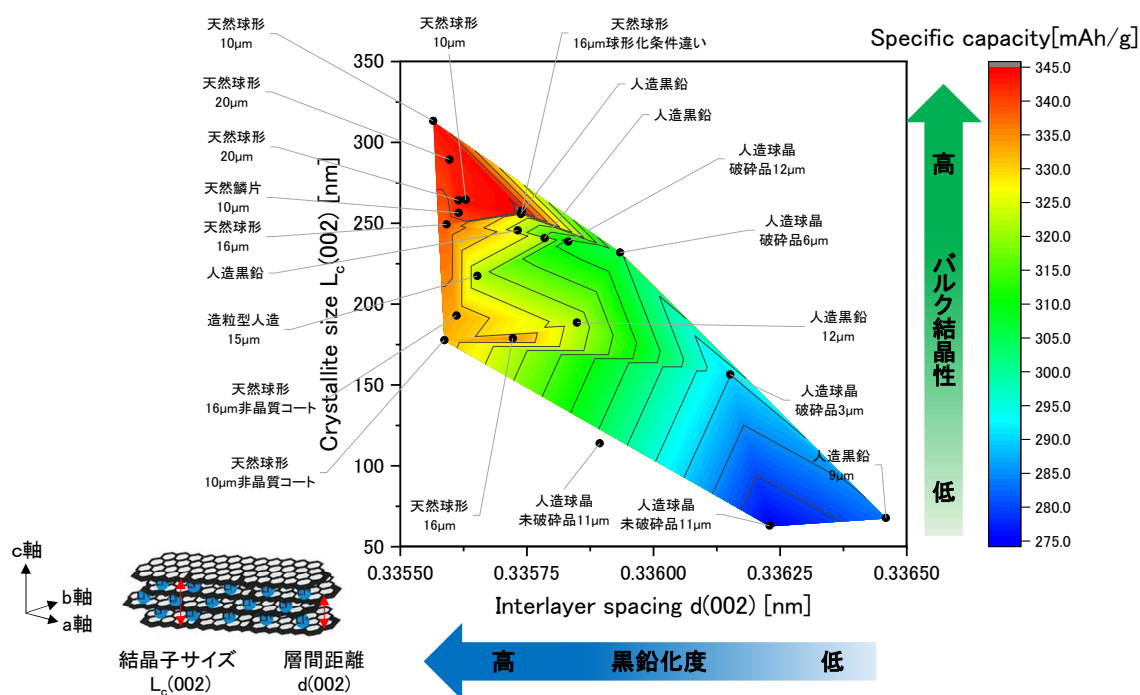 天然球形
10μm
天然球形
10μm
天然球形
16μm球形化条件違い
Specific capacity[mAh/g]
人造黒鉛
人造黒鉛
天然球形
20μm
天然球形
20μm
天然鱗片
10μm
天然球形
16μm
人造黒鉛
造粒型人造
15μm
天然球形
16μm非晶質コート
天然球形
10μm非晶質コート
人造球晶
破砕品12μm
人造球晶
破砕品6μm
人造黒鉛
12μm
人造球晶
破砕品3μm
人造黒鉛
9μm
天然球形
16μm
人造球晶
未破砕品11μm
人造球晶
未破砕品11μm
Crystallite size Lc(002) [nm]
350
300
250
200
150
100
50
0.33550
0.33575
0.33600
0.33625
0.33650
Interlayer spacing d(002) [nm]
345.0
340.0
335.0
330.0
325.0
320.0
315.0
310.0
305.0
300.0
295.0
290.0
285.0
280.0
275.0
高
バルク結晶性
低
高 黒鉛化度 低
c軸
b軸
a軸
結晶子サイズ
Lc(002)
層間距離
d(002)